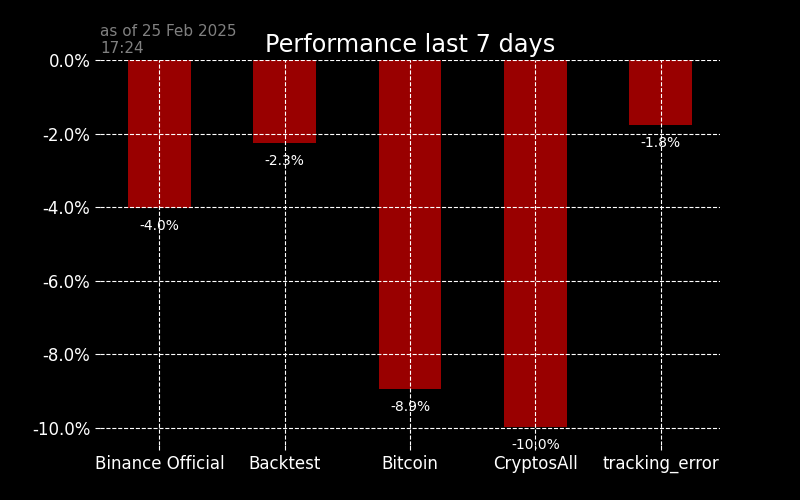 as of 25 Feb 2025
17:24
Performance last 7 days
0.0%
-2.0%
-4.0%
-6.0%
-8.0%
-10.0%
-4.0%
-2.3%
-8.9%
-10.0%
-1.8%
Binance Official
Backtest
Bitcoin
CryptosAll
tracking_error